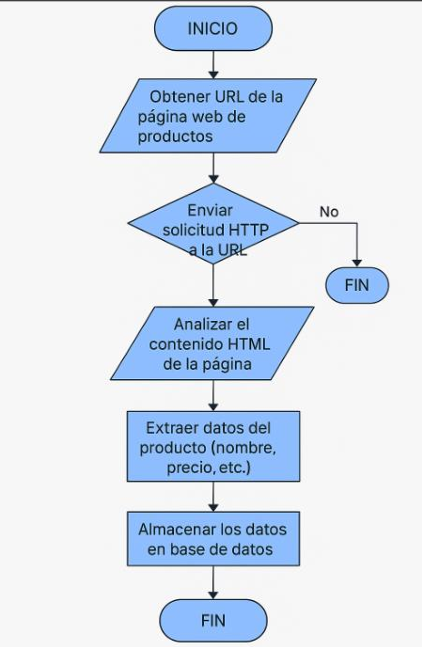 INICIO
Obtener URL de la
página web de
productos
Enviar
solicitud HTTP
a la URL
No
FIN
Analizar el
contenido HTML
de la página
Extraer datos del
producto (nombre,
precio, etc.)
Almacenar los datos
en base de datos
FIN